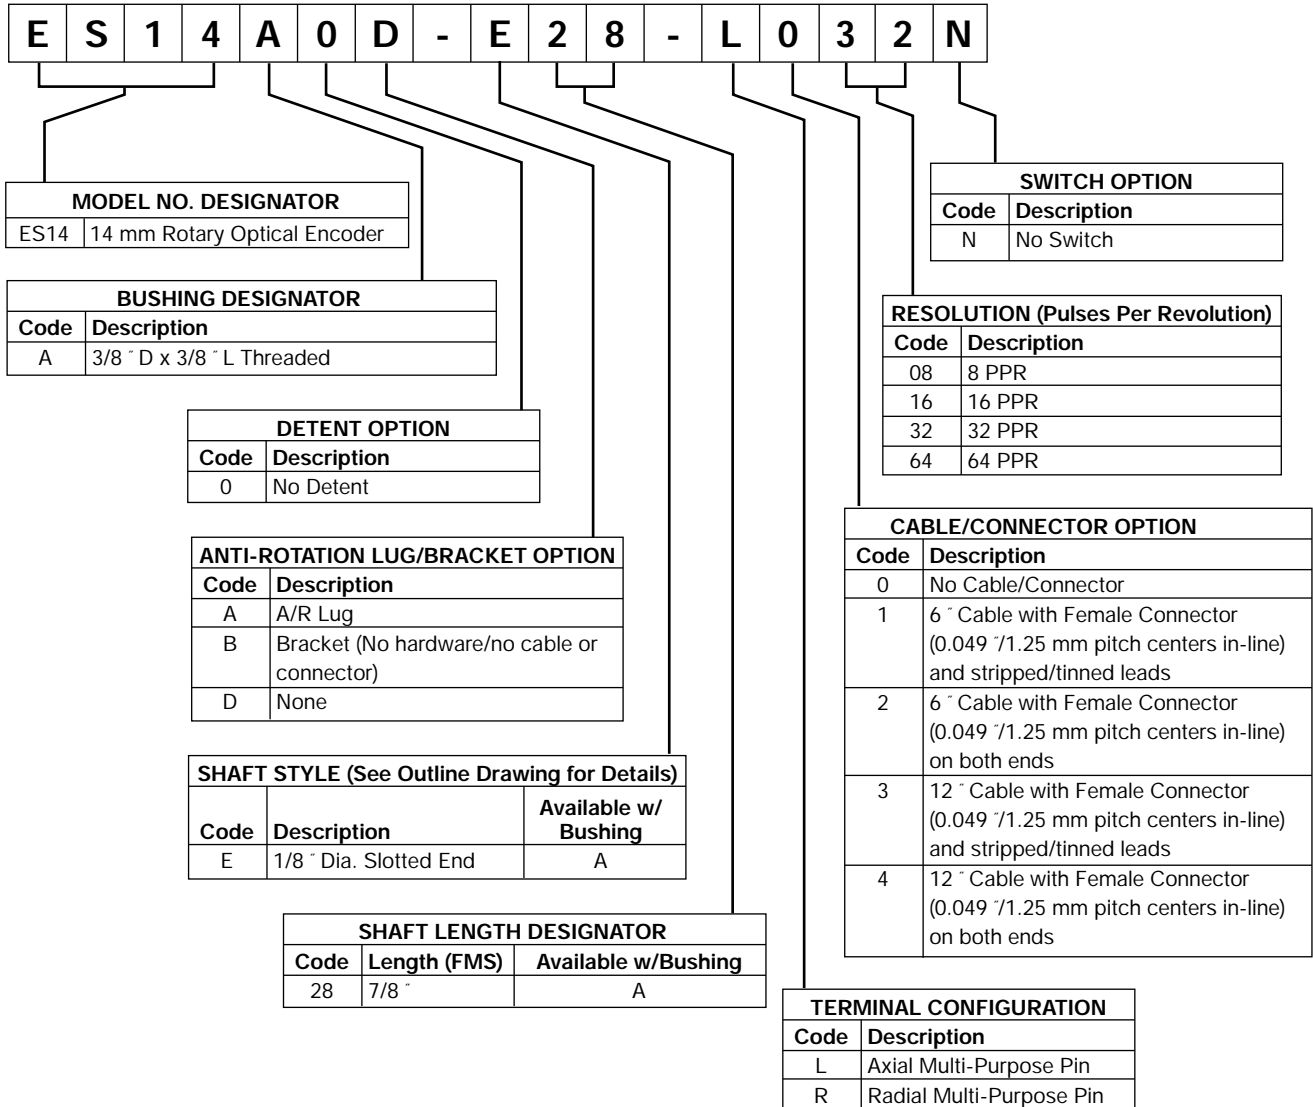 E S 1 4 A 0 D - E 2 8 - L 0 3 2 N
MODEL NO. DESIGNATOR
ES14 14 mm Rotary Optical Encoder
BUSHING DESIGNATOR
Code Description
A 3/8 ˝ D x 3/8 ˝ L Threaded
DETENT OPTION
Code Description
0 No Detent
ANTI-ROTATION LUG/BRACKET OPTION
Code Description
A A/R Lug
B Bracket (No hardware/no cable or
connector)
D None
SHAFT STYLE (See Outline Drawing for Details)
Available w/
Code Description Bushing
E 1/8 ˝ Dia. Slotted End A
SHAFT LENGTH DESIGNATOR
Code Length (FMS) Available w/Bushing
28 7/8 ˝ A
SWITCH OPTION
Code Description
N No Switch
RESOLUTION (Pulses Per Revolution)
Code Description
08 8 PPR
16 16 PPR
32 32 PPR
64 64 PPR
CABLE/CONNECTOR OPTION
Code Description
0 No Cable/Connector
1 6 ˝ Cable with Female Connector
(0.049 ˝/1.25 mm pitch centers in-line)
and stripped/tinned leads
2 6 ˝ Cable with Female Connector
(0.049 ˝/1.25 mm pitch centers in-line)
on both ends
3 12 ˝ Cable with Female Connector
(0.049 ˝/1.25 mm pitch centers in-line)
and stripped/tinned leads
4 12 ˝ Cable with Female Connector
(0.049 ˝/1.25 mm pitch centers in-line)
on both ends
TERMINAL CONFIGURATION
Code Description
L Axial Multi-Purpose Pin
R Radial Multi-Purpose Pin